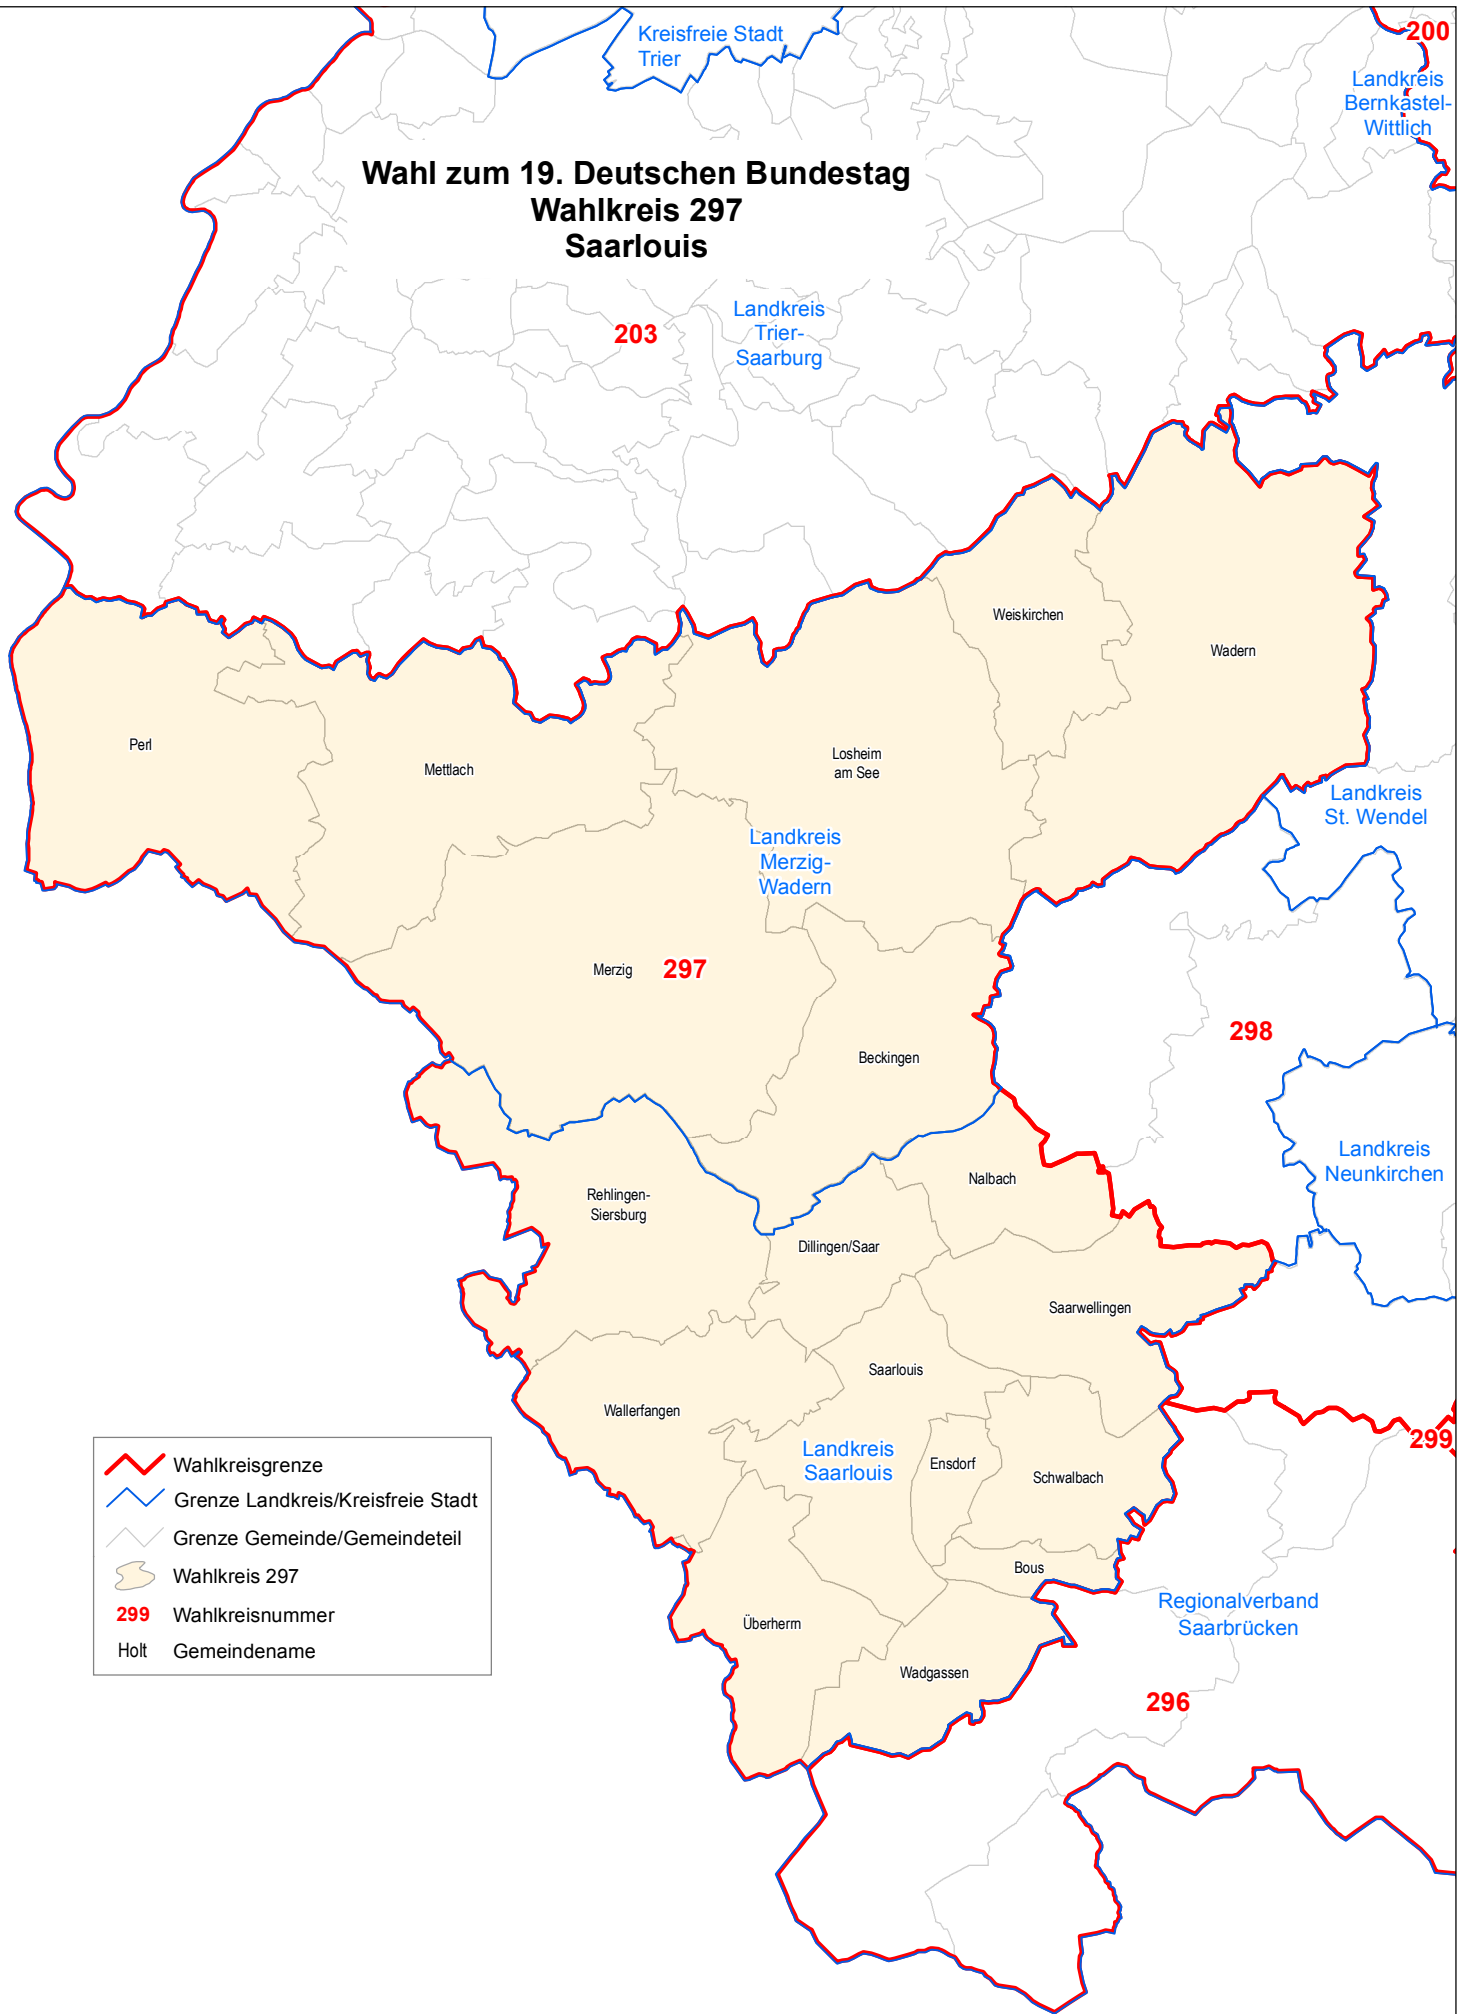 Kreisfreie Stadt
Trier
200
Landkreis
Bernkastel-
Wittlich
Wahl zum 19. Deutschen Bundestag
Wahlkreis 297
Saarlouis
203
Landkreis
Trier-
Saarburg
Weiskirchen
Wadern
Perl
Mettlach
Losheim
am See
Landkreis
St. Wendel
Landkreis
Merzig-
Wadern
Merzig
297
298
Beckingen
Landkreis
Neunkirchen
Nalbach
Rehlingen-
Siersburg
Dillingen/Saar
Saarwellingen
Saarlouis
Wallerfangen
299
Landkreis
Saarlouis
Ensdorf
Schwalbach
Bous
Regionalverband
Saarbrücken
Überherrn
Wadgassen
296
Wahlkreisgrenze
Grenze Landkreis/Kreisfreie Stadt
Grenze Gemeinde/Gemeindeteil
Wahlkreis 297
299 Wahlkreisnummer
Holt Gemeindename